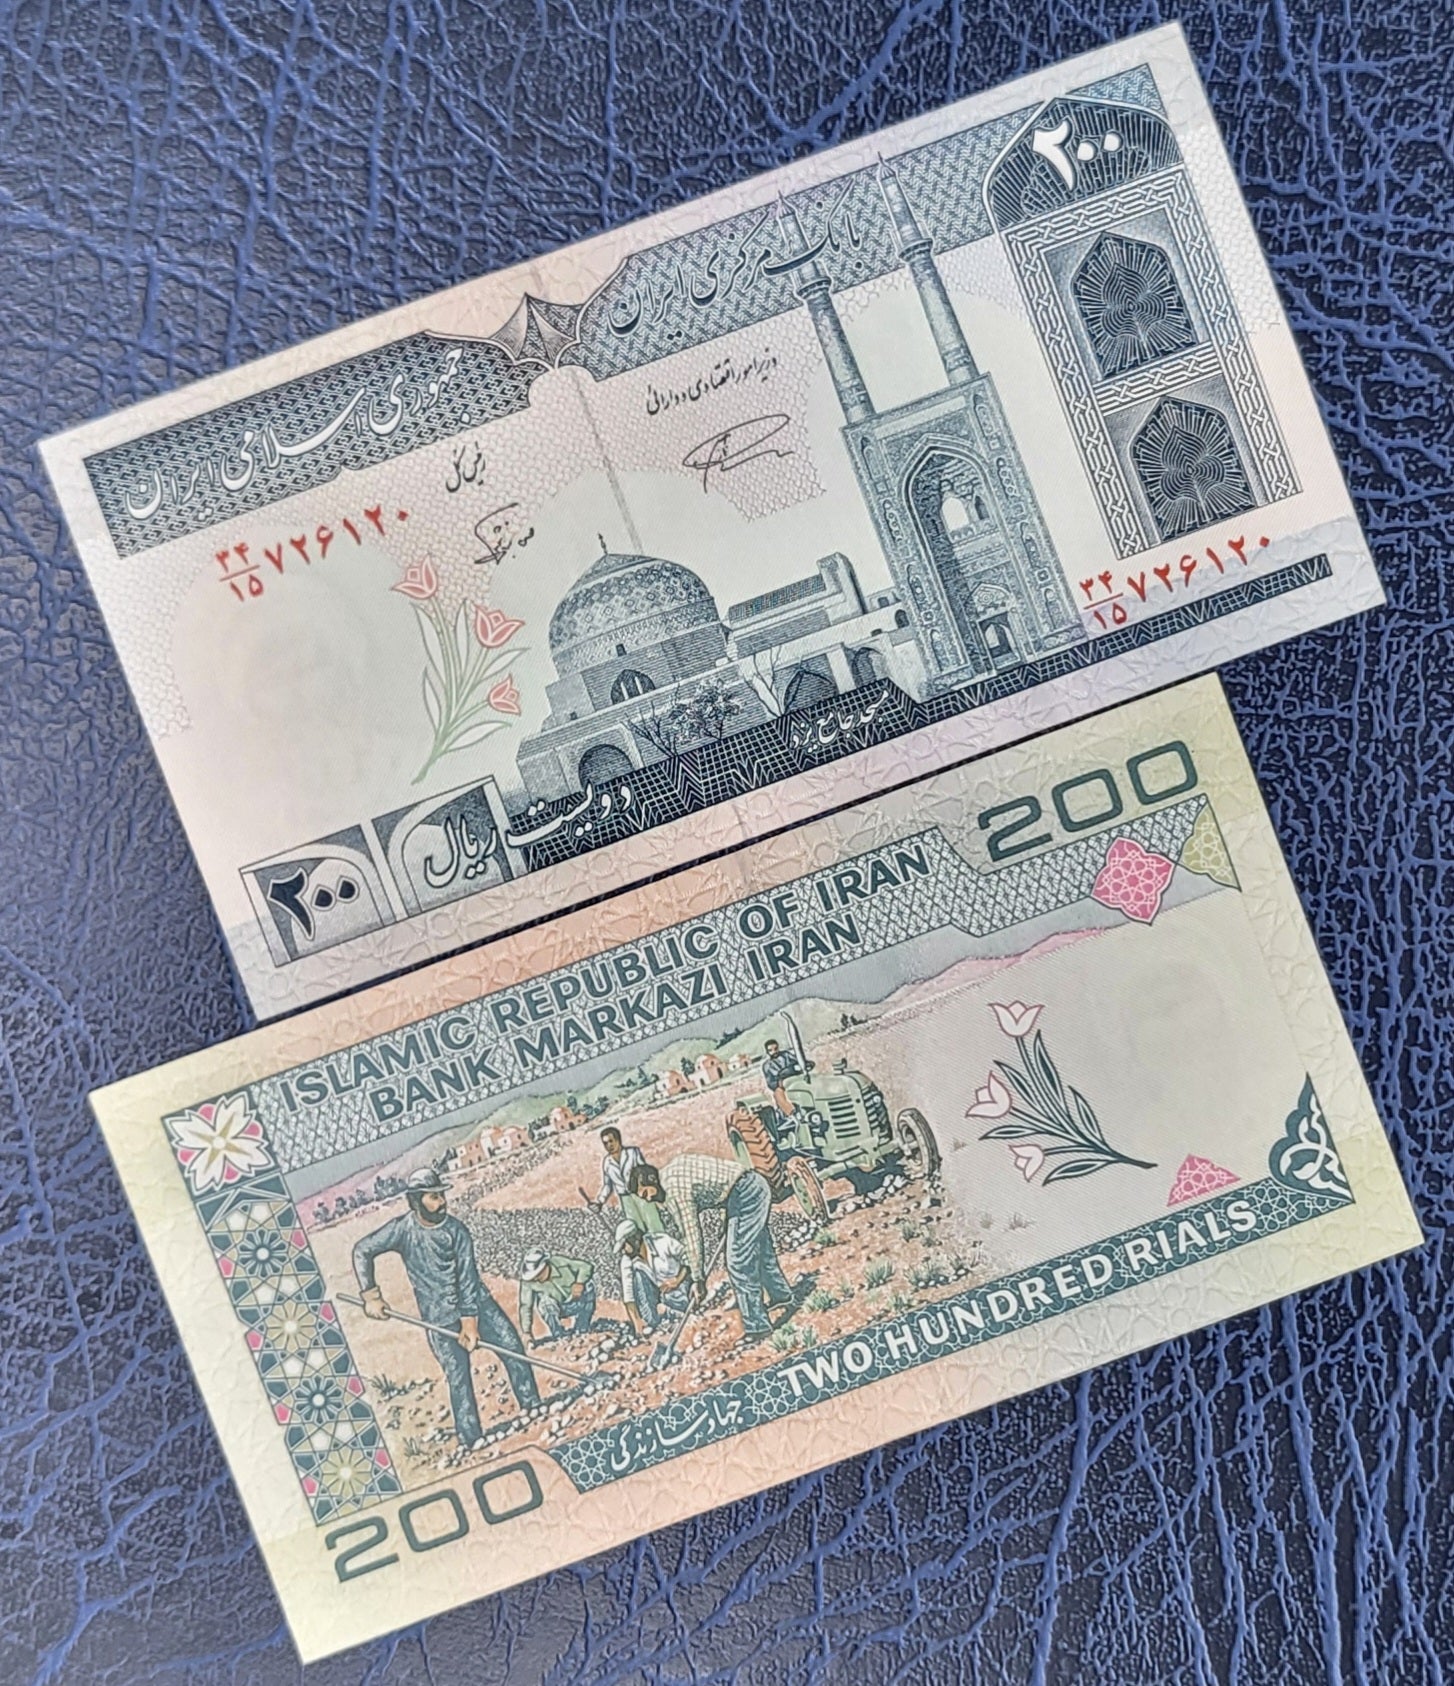 ۲۰۰
بانک مرکزی ایران
جمهوری اسلامی ایران
وزیر امور اقتصادی و دارائی
رئیس کل
۳۴/۱۵ ۷۲۶۱۲۰
۳۴/۱۵ ۷۲۶۱۲۰
مسجد جامع یزد
دویست ریال
۲۰۰
200
ISLAMIC REPUBLIC OF IRAN
BANK MARKAZI IRAN
TWO HUNDRED RIALS
جهاد سازندگی
200